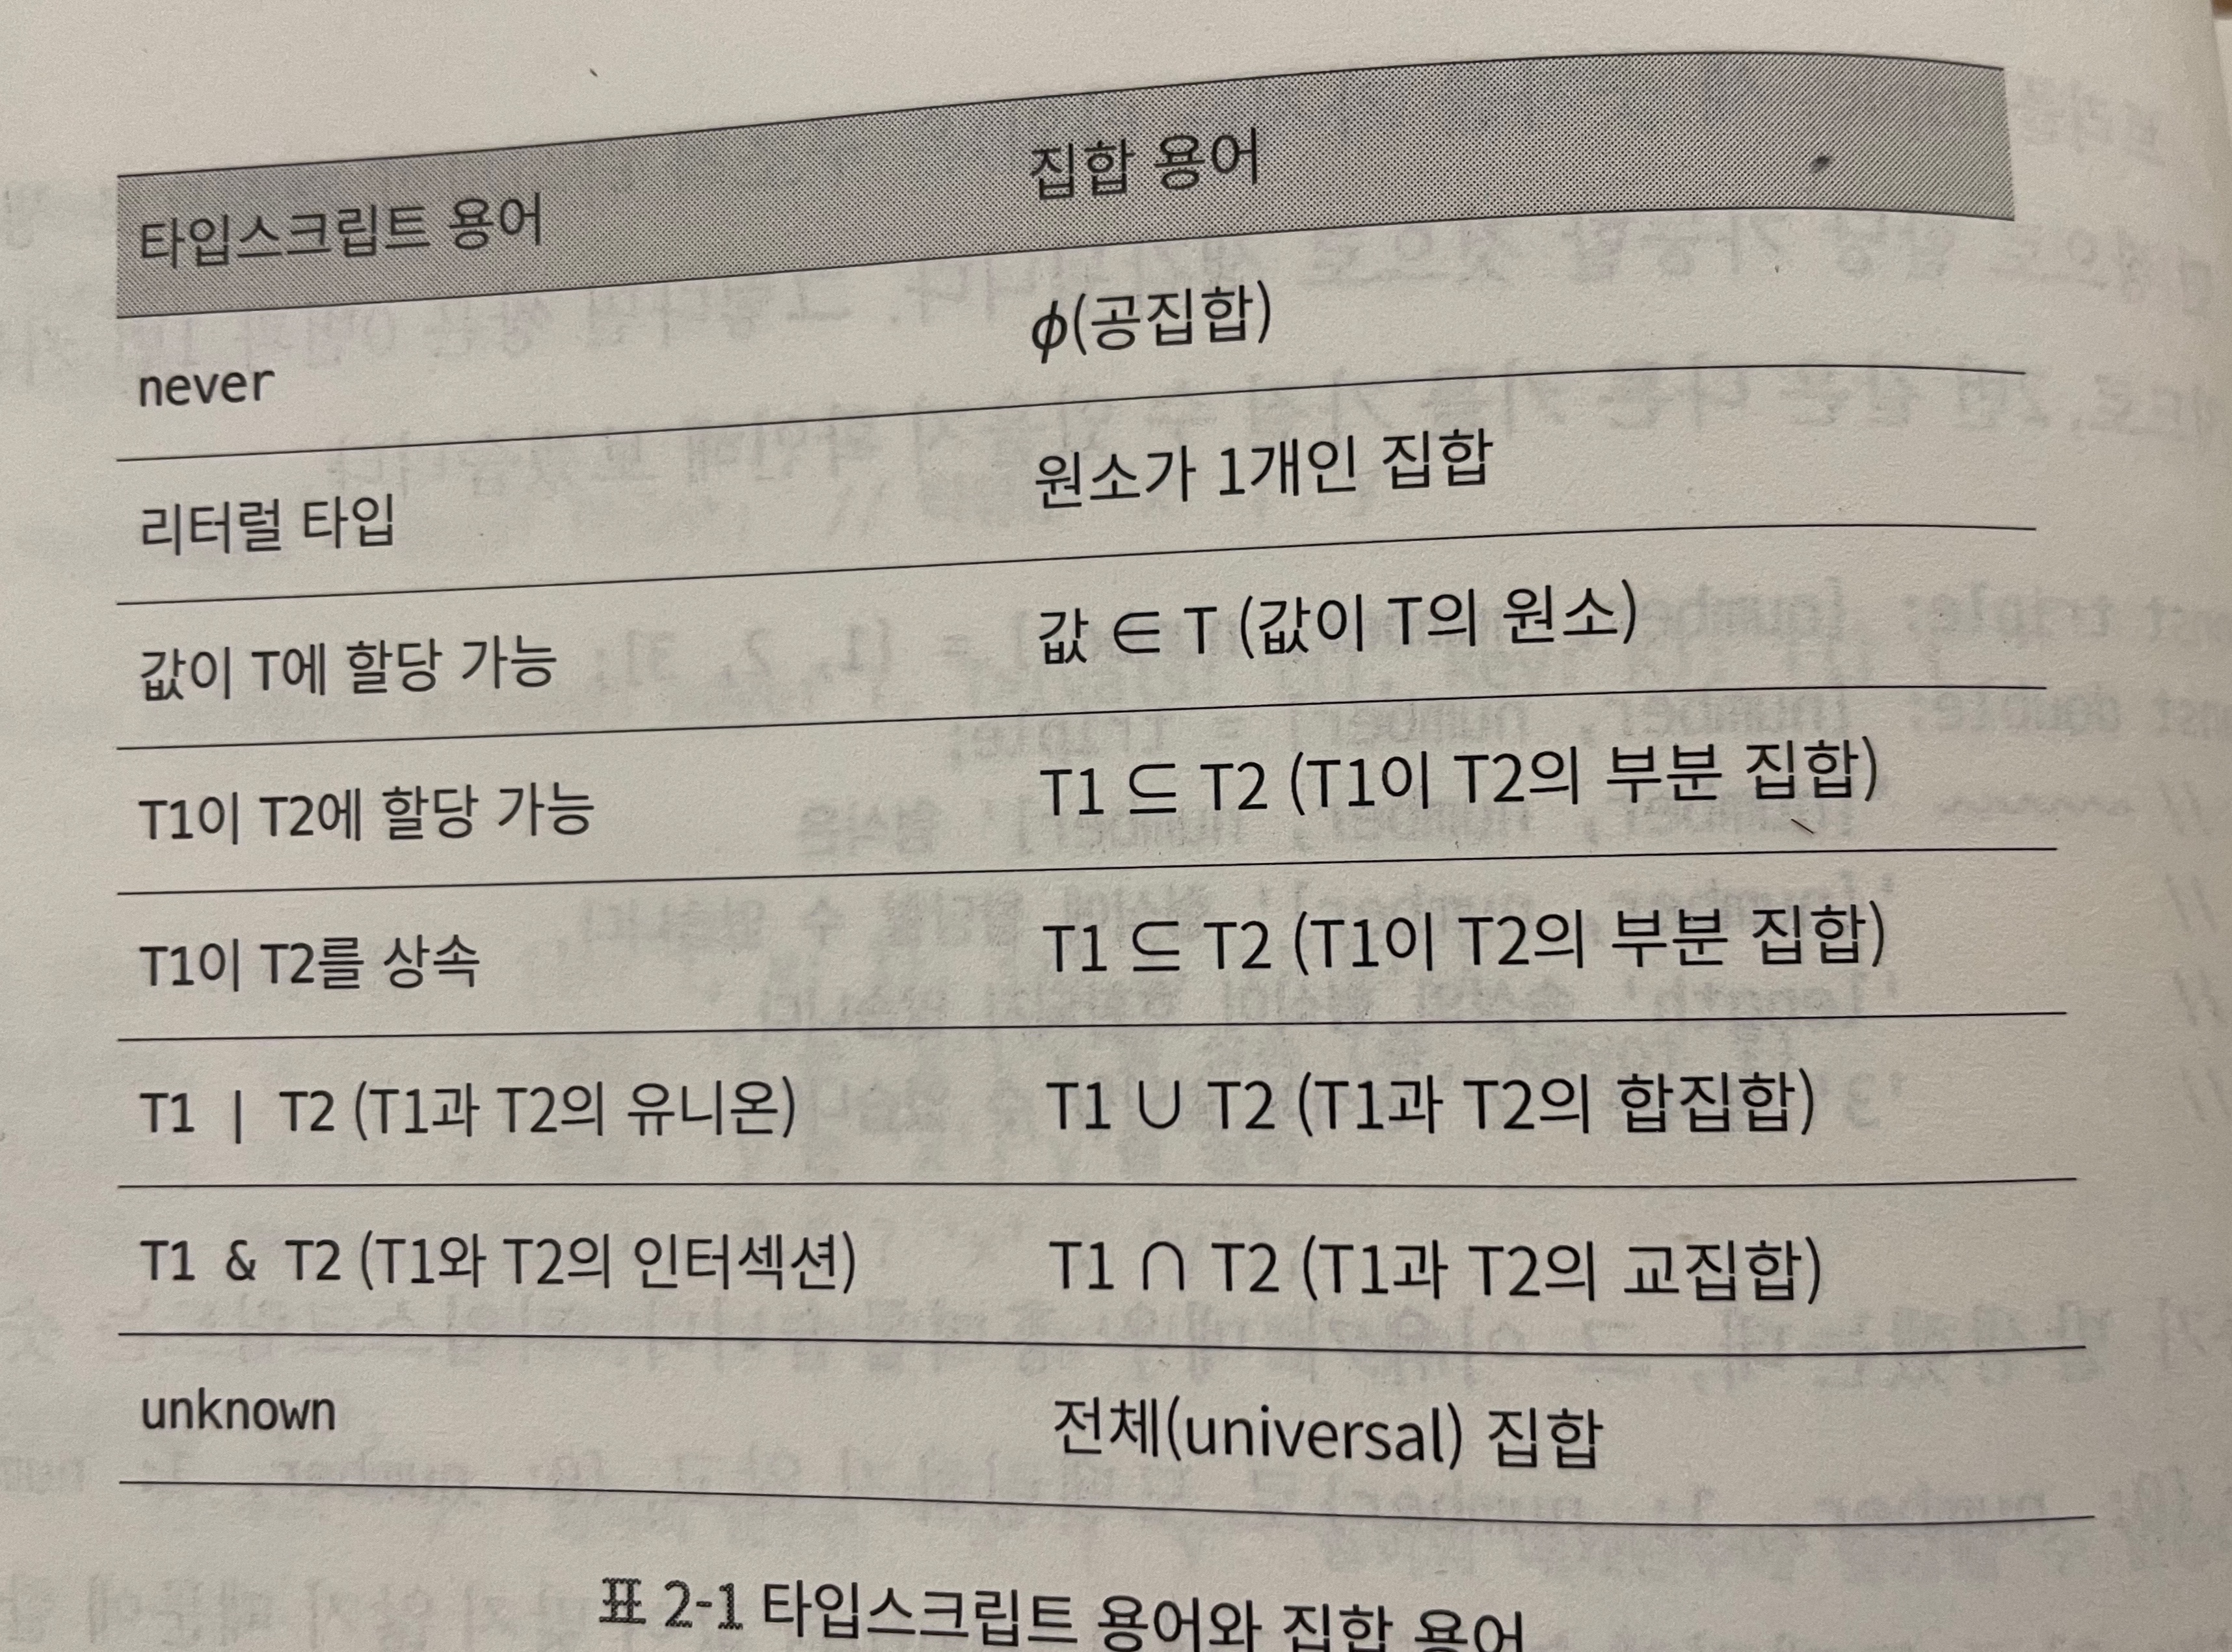 타입스크립트 용어 집합 용어
never ϕ(공집합)
리터럴 타입 원소가 1개인 집합
값이 T에 할당 가능 값 ∈ T (값이 T의 원소)
T1이 T2에 할당 가능 T1 ⊆ T2 (T1이 T2의 부분 집합)
T1이 T2를 상속 T1 ⊆ T2 (T1이 T2의 부분 집합)
T1 | T2 (T1과 T2의 유니온) T1 ∪ T2 (T1과 T2의 합집합)
T1 & T2 (T1와 T2의 인터섹션) T1 ∩ T2 (T1과 T2의 교집합)
unknown 전체(universal) 집합
표 2-1 타입스크립트 용어와 집합 용어